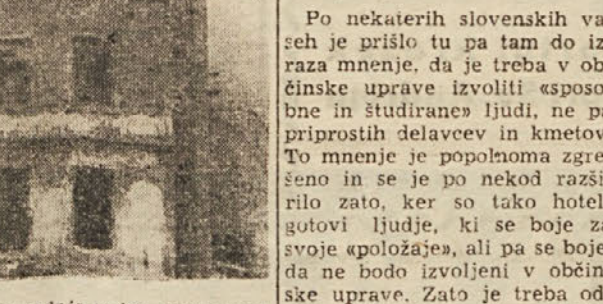 Po nekaterih slovenskih va
seh je prišlo tu pa tam do iz
raza mnenje, da je treba v ob
činske uprave izvoliti «sposo
bne in študirane» ljudi, ne pa
priprostih delavcev in kmetov
To mnenje je popolnoma zgre
šeno in se je po nekod razši
rilo zato, ker so tako hotel
gotovi ljudje, ki se boje za
svoje «položaje», ali pa se boje
da ne bodo izvoljeni v občin
ske uprave. Zato je treba od